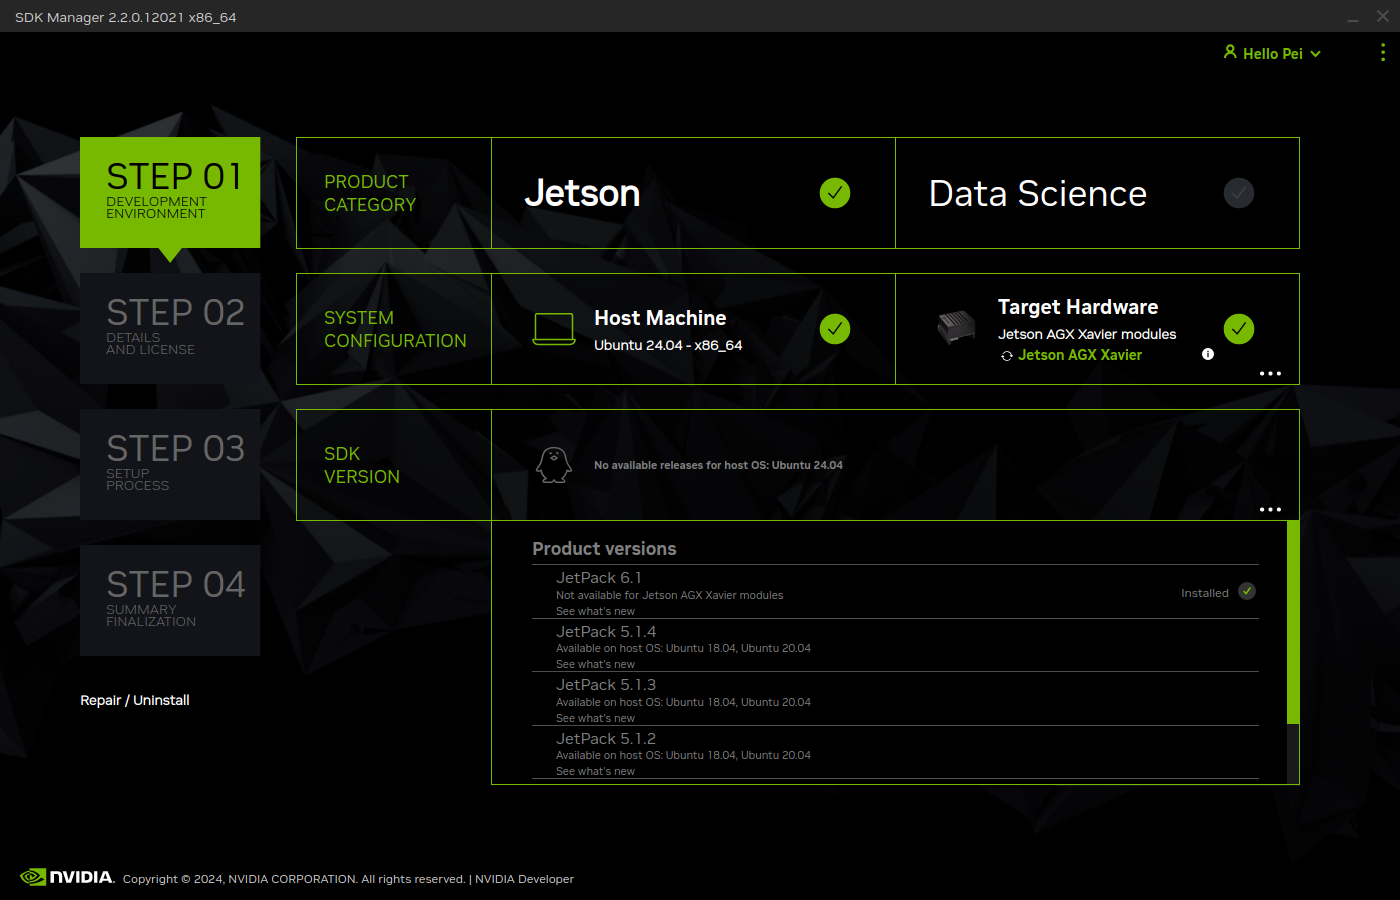 SDK Manager 2.2.0.12021 x86_64
Hello Pei
STEP 01
DEVELOPMENT
ENVIRONMENT
PRODUCT
CATEGORY
Jetson
Data Science
STEP 02
DETAILS
AND LICENSE
SYSTEM
CONFIGURATION
Host Machine
Ubuntu 24.04 - x86_64
Target Hardware
Jetson AGX Xavier modules
Jetson AGX Xavier
STEP 03
SETUP
PROCESS
SDK
VERSION
No available releases for host OS: Ubuntu 24.04
STEP 04
SUMMARY
FINALIZATION
Product versions
JetPack 6.1
Not available for Jetson AGX Xavier modules
See what's new
Installed
JetPack 5.1.4
Available on host OS: Ubuntu 18.04, Ubuntu 20.04
See what's new
JetPack 5.1.3
Available on host OS: Ubuntu 18.04, Ubuntu 20.04
See what's new
JetPack 5.1.2
Available on host OS: Ubuntu 18.04, Ubuntu 20.04
See what's new
Repair / Uninstall
NVIDIA. Copyright © 2024, NVIDIA CORPORATION. All rights reserved. | NVIDIA Developer